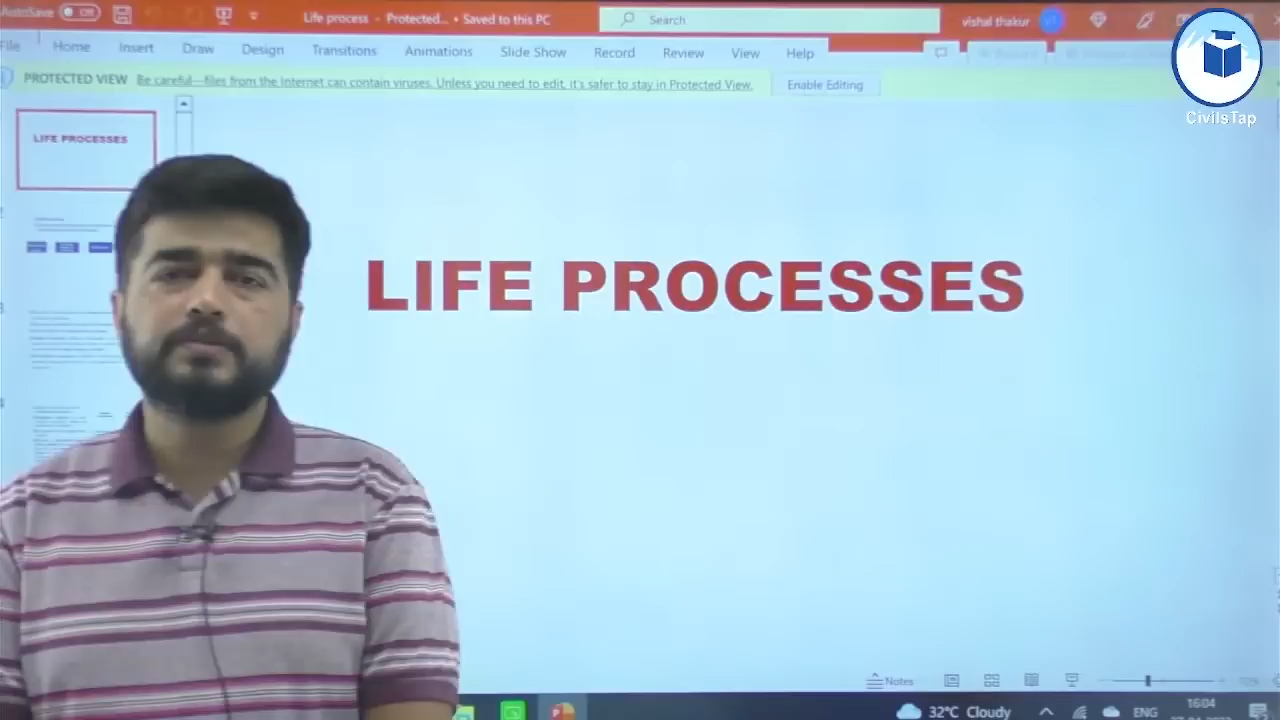 AutoSave Off Life process - Protected... • Saved to this PC Search vishal thakur VT
File Home Insert Draw Design Transitions Animations Slide Show Record Review View Help
PROTECTED VIEW Be careful—files from the Internet can contain viruses. Unless you need to edit, it's safer to stay in Protected View. Enable Editing
CivilsTap
LIFE PROCESSES
LIFE PROCESSES
Notes
32°C Cloudy ENG 16:04